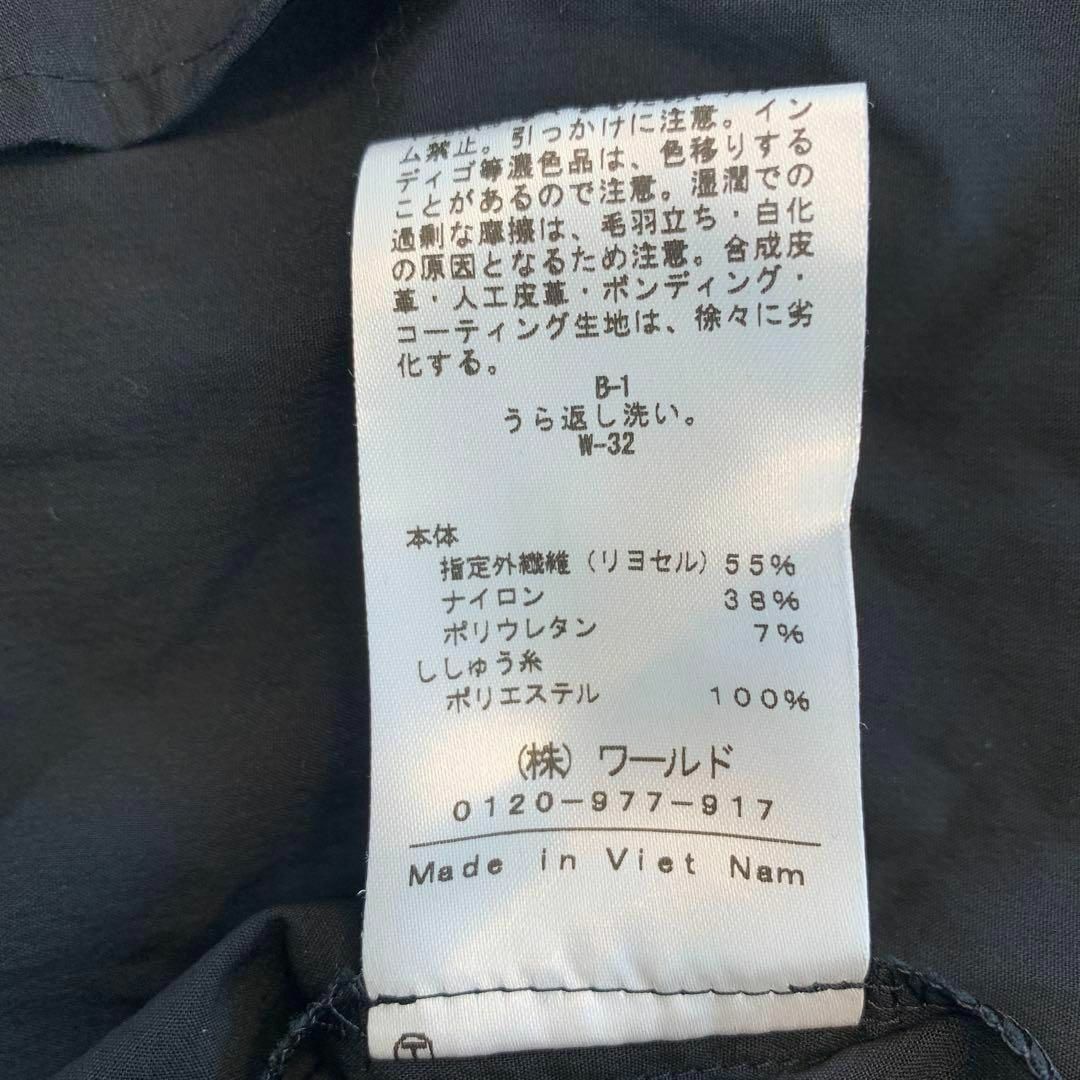 ム禁止。引っかけに注意。イン
ディゴ等濃色品は、色移りする
ことがあるので注意。湿潤での
過剰な摩擦は、毛羽立ち・白化
の原因となるため注意。合成皮
革・人工皮革・ボンディング・
コーティング生地は、徐々に劣
化する。
B-1
うら返し洗い。
W-32
本体
指定外繊維（リヨセル）55%
ナイロン 38%
ポリウレタン 7%
ししゅう糸
ポリエステル 100%
(株) ワールド
0120-977-917
Made in Viet Nam